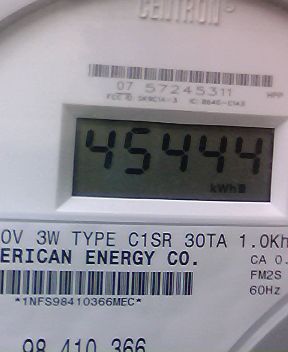 CENTRON
07 57245311
45444
kWh
0V 3W TYPE C1SR 30TA 1.0Kh
ERICAN ENERGY CO.
CA 0.
FM2S
*1NFS98410366MEC*
60Hz
98 410 366